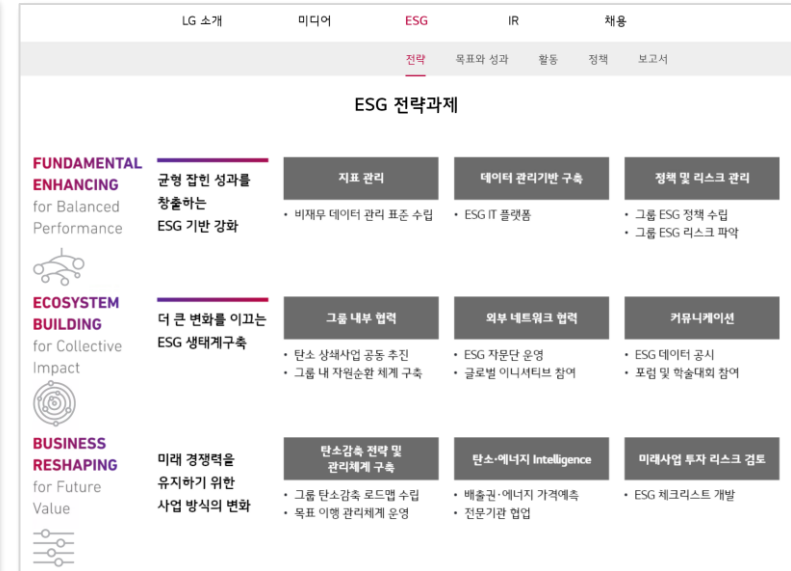 LG 소개 미디어 ESG IR 채용
전략 목표와 성과 활동 정책 보고서
ESG 전략과제
FUNDAMENTAL
ENHANCING
for Balanced
Performance
균형 잡힌 성과를
창출하는
ESG 기반 강화
지표 관리
• 비재무 데이터 관리 표준 수립
데이터 관리기반 구축
• ESG IT 플랫폼
정책 및 리스크 관리
• 그룹 ESG 정책 수립
• 그룹 ESG 리스크 파악
ECOSYSTEM
BUILDING
for Collective
Impact
더 큰 변화를 이끄는
ESG 생태계구축
그룹 내부 협력
• 탄소 상쇄사업 공동 추진
• 그룹 내 자원순환 체계 구축
외부 네트워크 협력
• ESG 자문단 운영
• 글로벌 이니셔티브 참여
커뮤니케이션
• ESG 데이터 공시
• 포럼 및 학술대회 참여
BUSINESS
RESHAPING
for Future
Value
미래 경쟁력을
유지하기 위한
사업 방식의 변화
탄소감축 전략 및
관리체계 구축
• 그룹 탄소감축 로드맵 수립
• 목표 이행 관리체계 운영
탄소·에너지 Intelligence
• 배출권·에너지 가격예측
• 전문기관 협업
미래사업 투자 리스크 검토
• ESG 체크리스트 개발